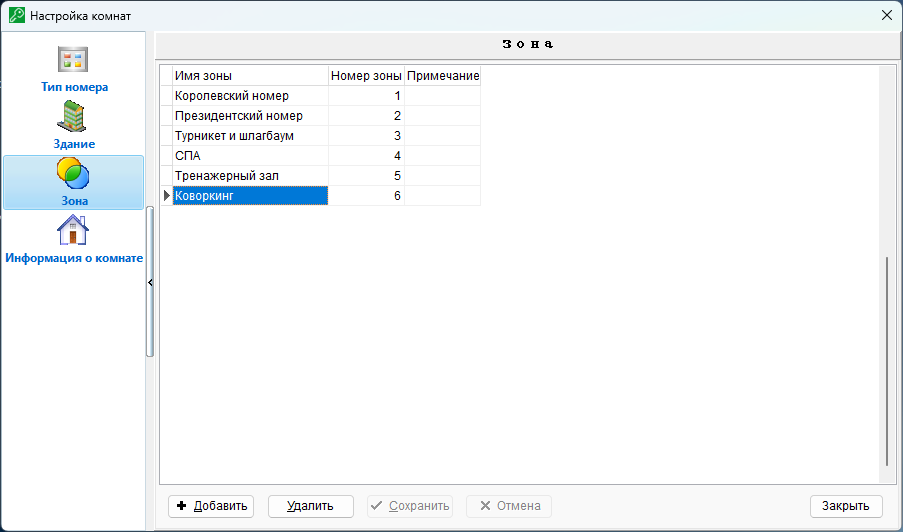 Настройка комнат
Тип номера
Здание
Зона
Информация о комнате
Зона
Имя зоны Номер зоны Примечание
Королевский номер 1
Президентский номер 2
Турникет и шлагбаум 3
СПА 4
Тренажерный зал 5
Коворкинг 6
Добавить Удалить Сохранить Отмена Закрыть